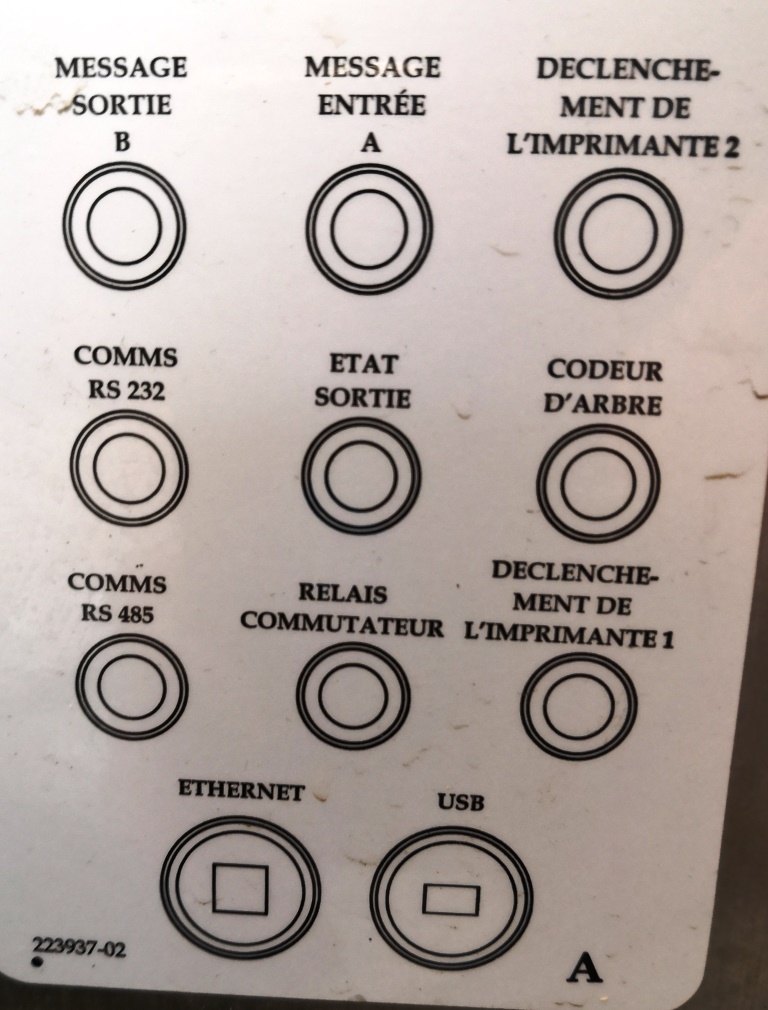 MESSAGE
SORTIE
B
MESSAGE
ENTRÉE
A
DECLENCHE-
MENT DE
L'IMPRIMANTE 2
COMMS
RS 232
ETAT
SORTIE
CODEUR
D'ARBRE
COMMS
RS 485
RELAIS
COMMUTATEUR
DECLENCHE-
MENT DE
L'IMPRIMANTE 1
ETHERNET
USB
223937-02
A